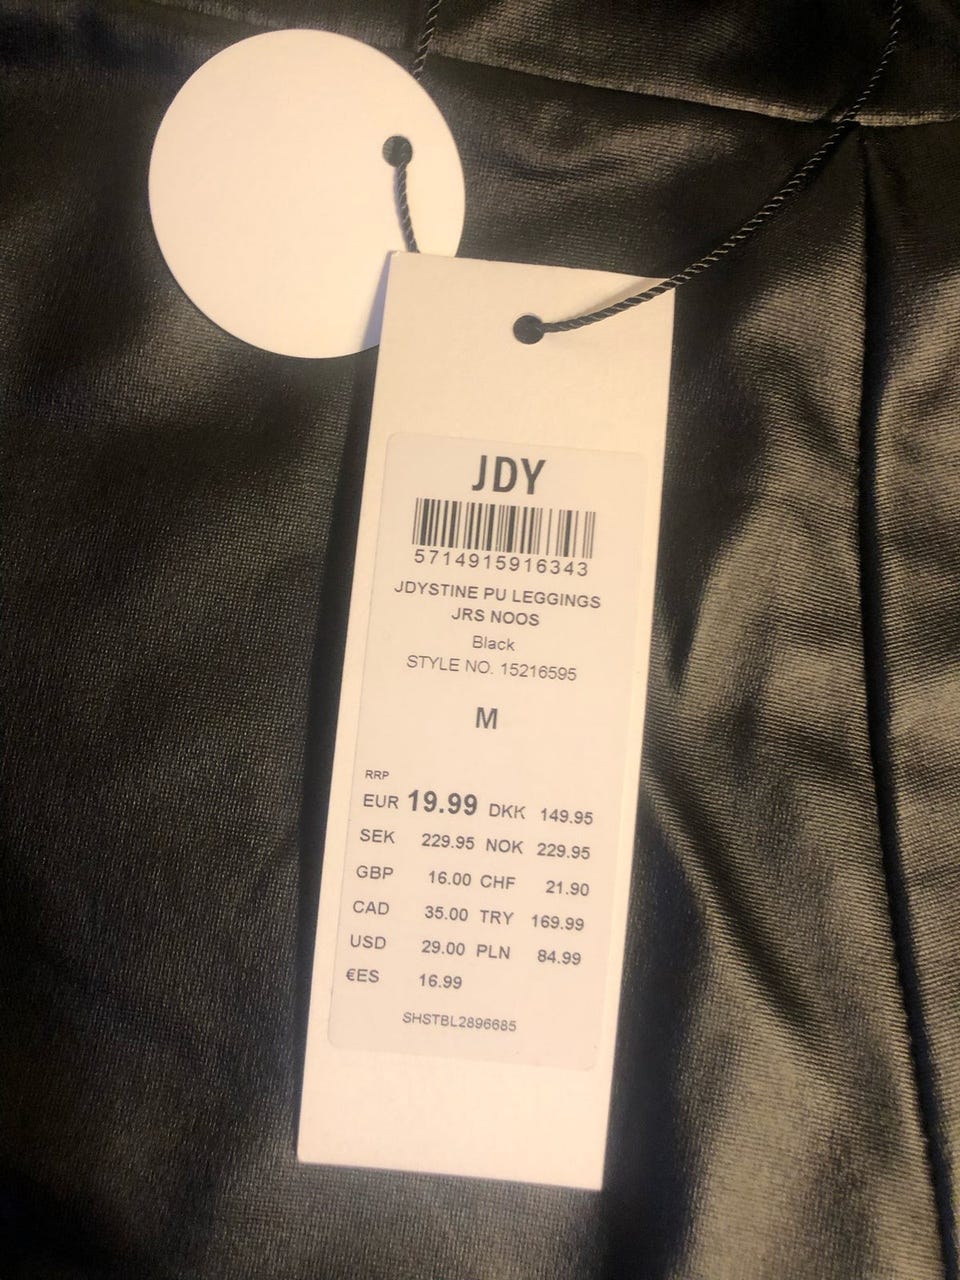 JDY
5714915916343
JDYSTINE PU LEGGINGS
JRS NOOS
Black
STYLE NO. 15216595
M
RRP
EUR 19.99 DKK 149.95
SEK 229.95 NOK 229.95
GBP 16.00 CHF 21.90
CAD 35.00 TRY 169.99
USD 29.00 PLN 84.99
€ES 16.99
SHSTBL2896685